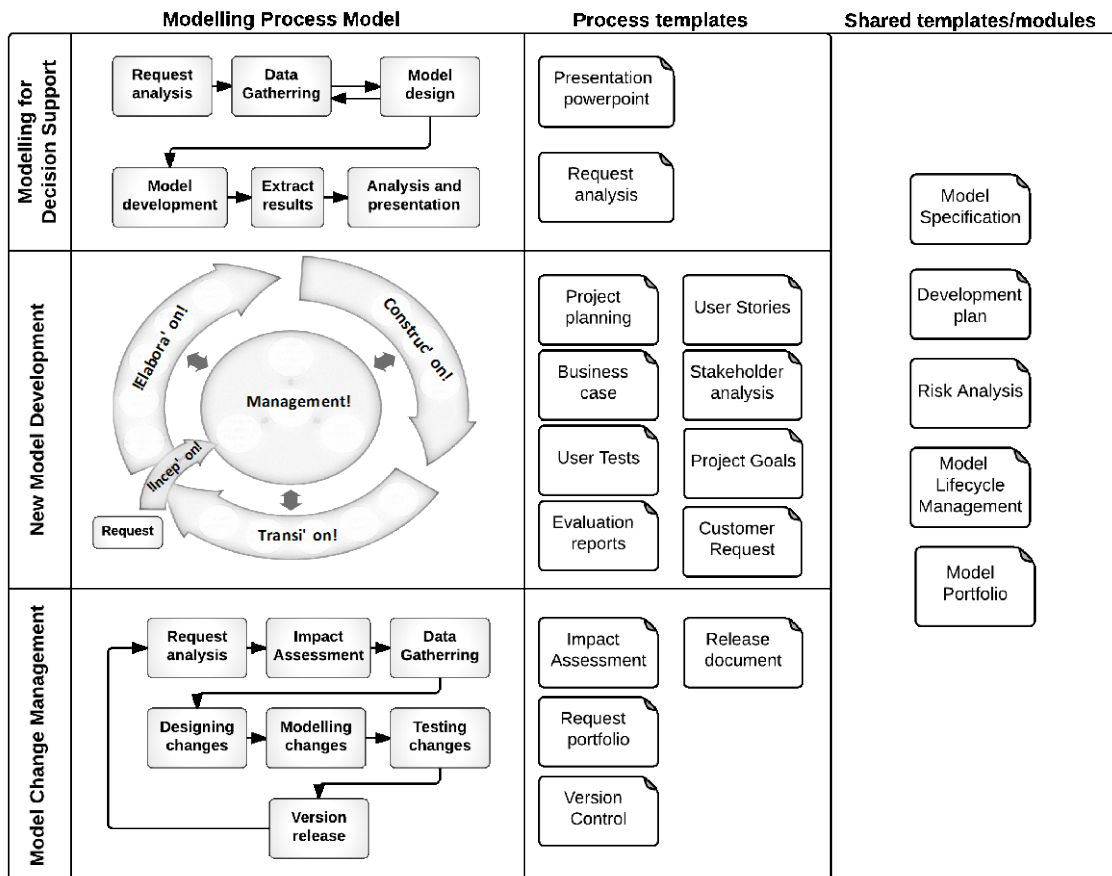 Modelling Process Model
Process templates
Shared templates/modules
Modelling for
Decision Support
Request
analysis
Data
Gatherring
Model
design
Model
development
Extract
results
Analysis and
presentation
Presentation
powerpoint
Request
analysis
New Model Development
!Elabora' on!
Construc' on!
Management!
!Incep' on!
Transi' on!
Request
Project
planning
User Stories
Business
case
Stakeholder
analysis
User Tests
Project Goals
Evaluation
reports
Customer
Request
Model Change Management
Request
analysis
Impact
Assessment
Data
Gatherring
Designing
changes
Modelling
changes
Testing
changes
Version
release
Impact
Assessment
Release
document
Request
portfolio
Version
Control
Model
Specification
Development
plan
Risk Analysis
Model
Lifecycle
Management
Model
Portfolio